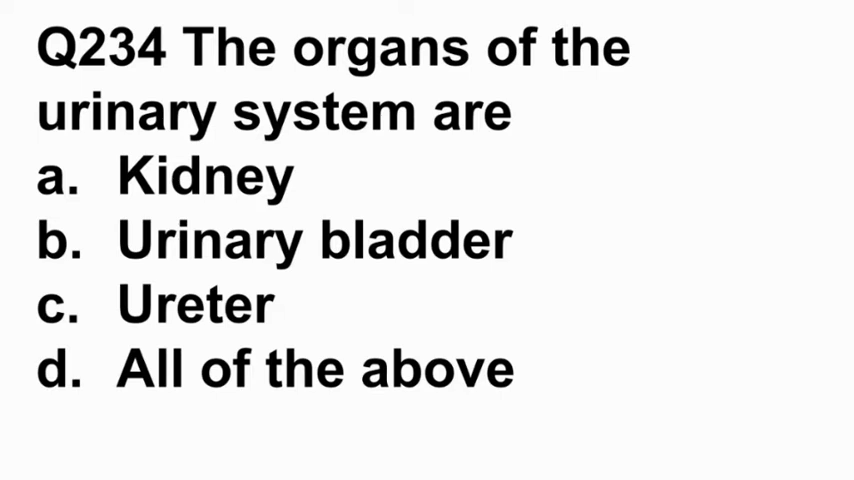 Q234 The organs of the
urinary system are
a. Kidney
b. Urinary bladder
c. Ureter
d. All of the above